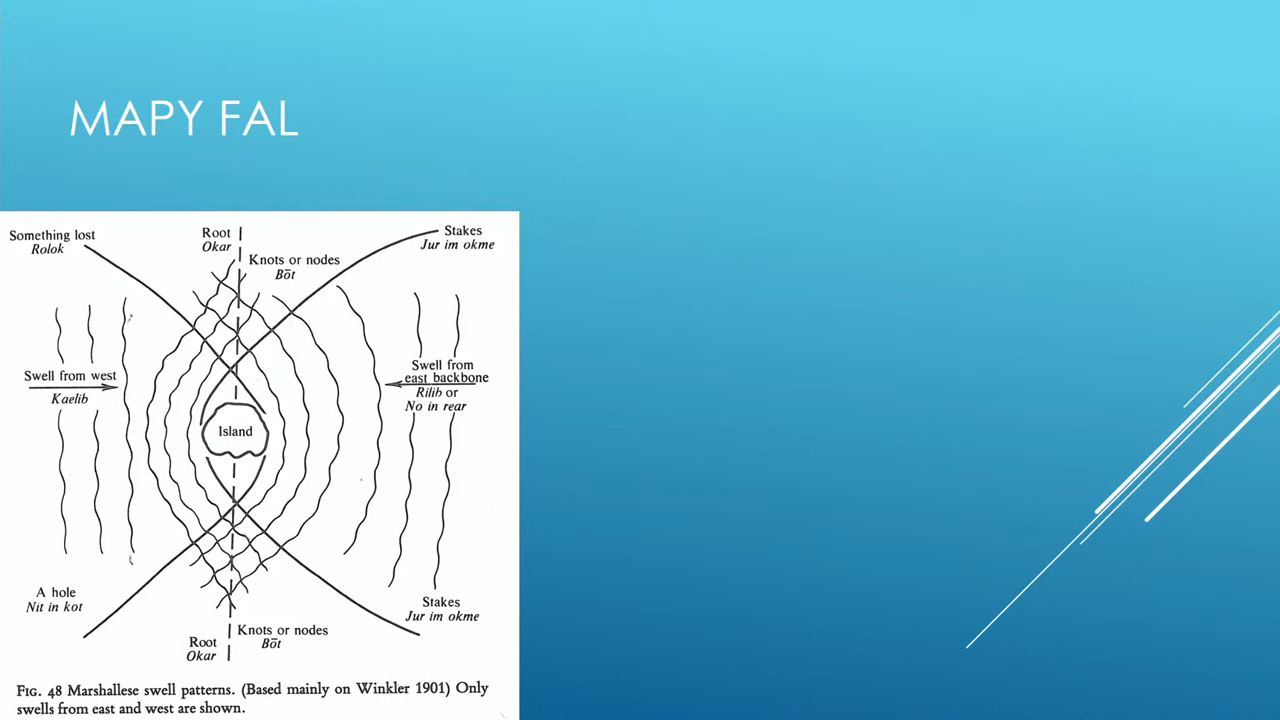 MAPY FAL
Something lost
Rolok
Root
Okar
Knots or nodes
Bōt
Stakes
Jur im okme
Swell from west
Kaelib
Swell from
east backbone
Rilib or
No in rear
Island
A hole
Nit in kot
Stakes
Jur im okme
Knots or nodes
Bōt
Root
Okar
FIG. 48 Marshallese swell patterns. (Based mainly on Winkler 1901) Only
swells from east and west are shown.